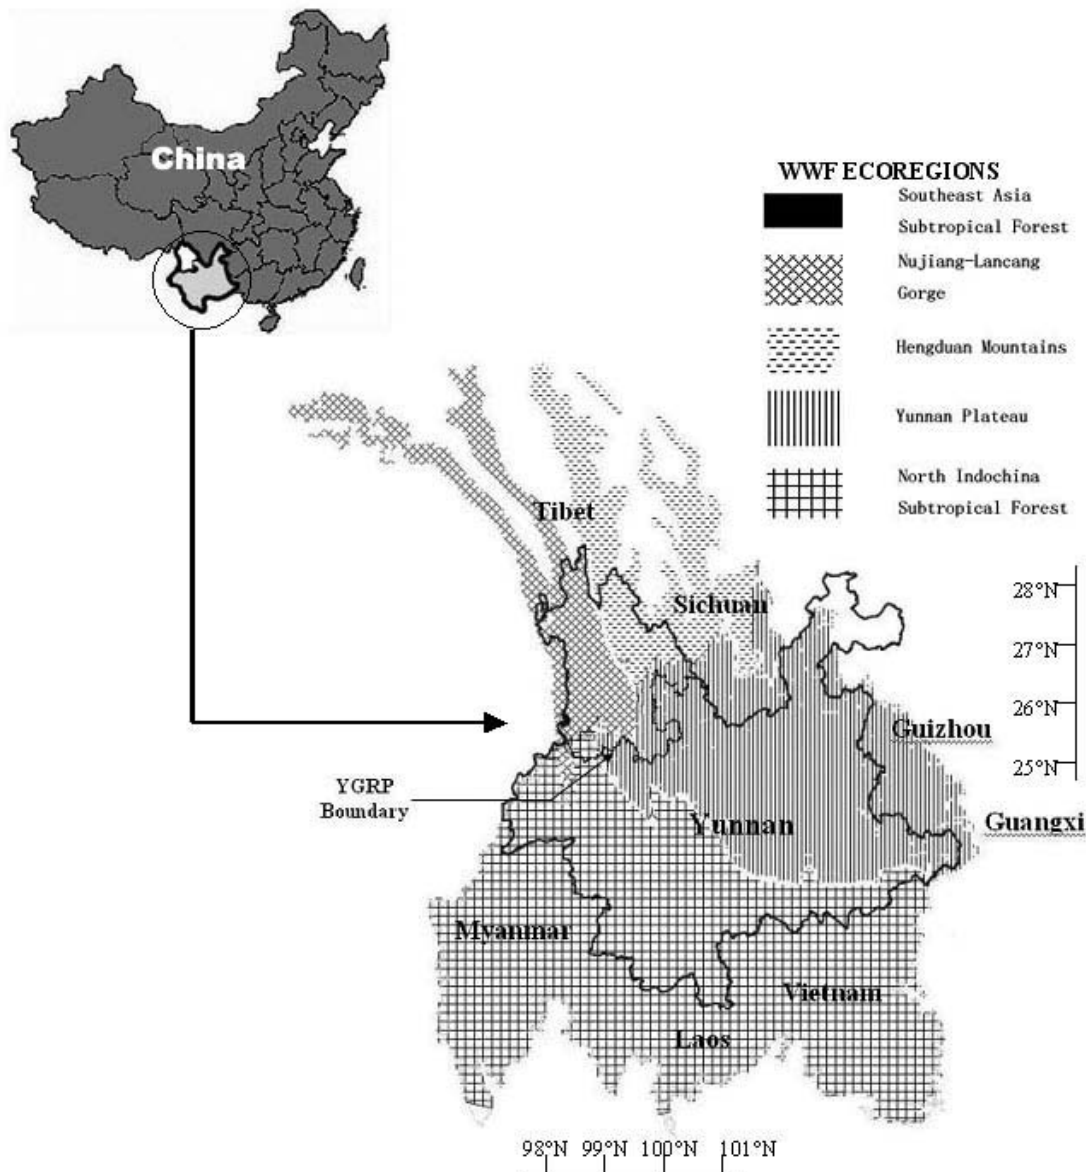 China
WWF ECOREGIONS
Southeast Asia
Subtropical Forest
Nujiang-Lancang
Gorge
Hengduan Mountains
Yunnan Plateau
North Indochina
Subtropical Forest
Tibet
Sichuan
28°N
27°N
26°N
25°N
Guizhou
YGRP
Boundary
Yunnan
Guangxi
Myanmar
Vietnam
Laos
98°N 99°N 100°N 101°N